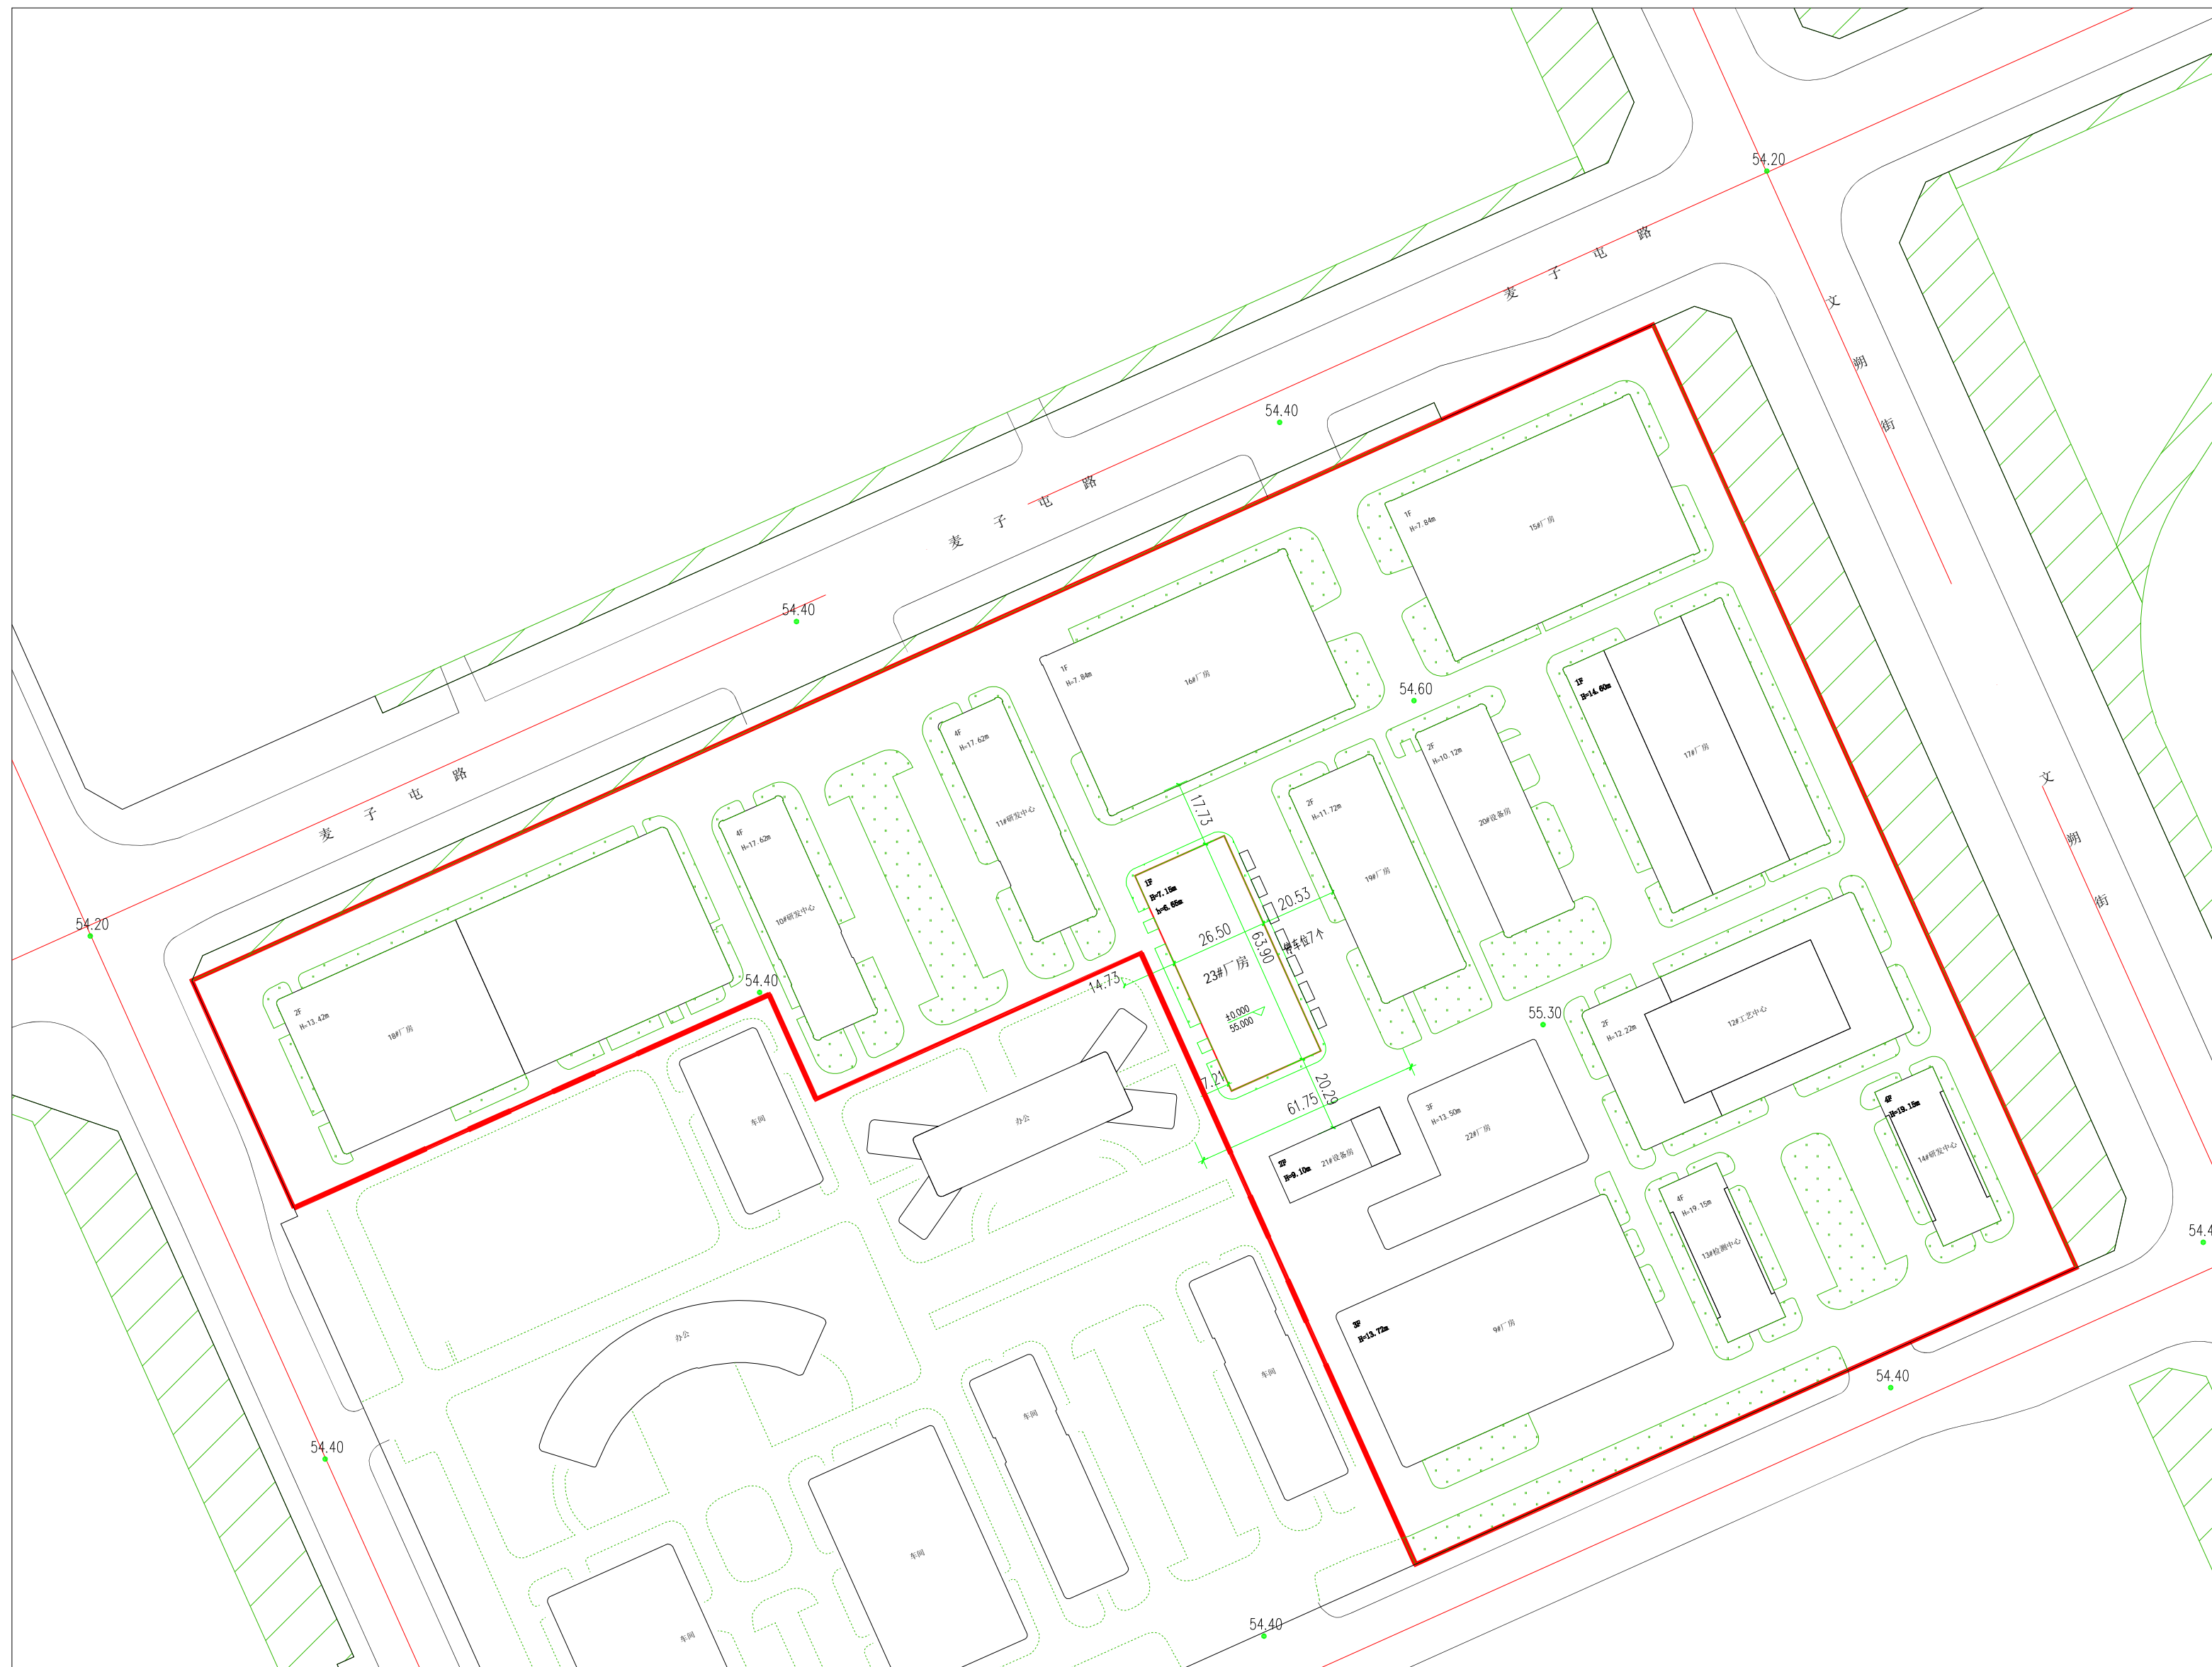 54.20
麦 子 屯 路
文 朔 街
54.40
麦 子 屯 路
54.40
1F
H=7.84m
15#厂房
1F
H=7.84m
16#厂房
54.60
1F
H=14.60m
17#厂房
4F
H=17.62m
11#研发中心
2F
H=10.12m
20#设备房
2F
H=11.72m
19#厂房
麦 子 屯 路
文 朔 街
17.73
4F
H=17.62m
10#研发中心
1F
H=7.15m
h=6.65m
20.53
26.50
63.90
停车位7个
23#厂房
±0.000
55.000
14.73
54.20
54.40
2F
H=13.42m
18#厂房
55.30
2F
H=12.22m
12#工艺中心
7.21
20.29
61.75
3F
H=13.50m
22#厂房
2F
H=9.10m
21#设备房
4F
H=19.15m
14#研发中心
4F
H=19.15m
13#检测中心
车间
办公
54.4
3F
H=13.72m
9#厂房
办公
车间
54.40
54.40
车间
车间
车间
54.40